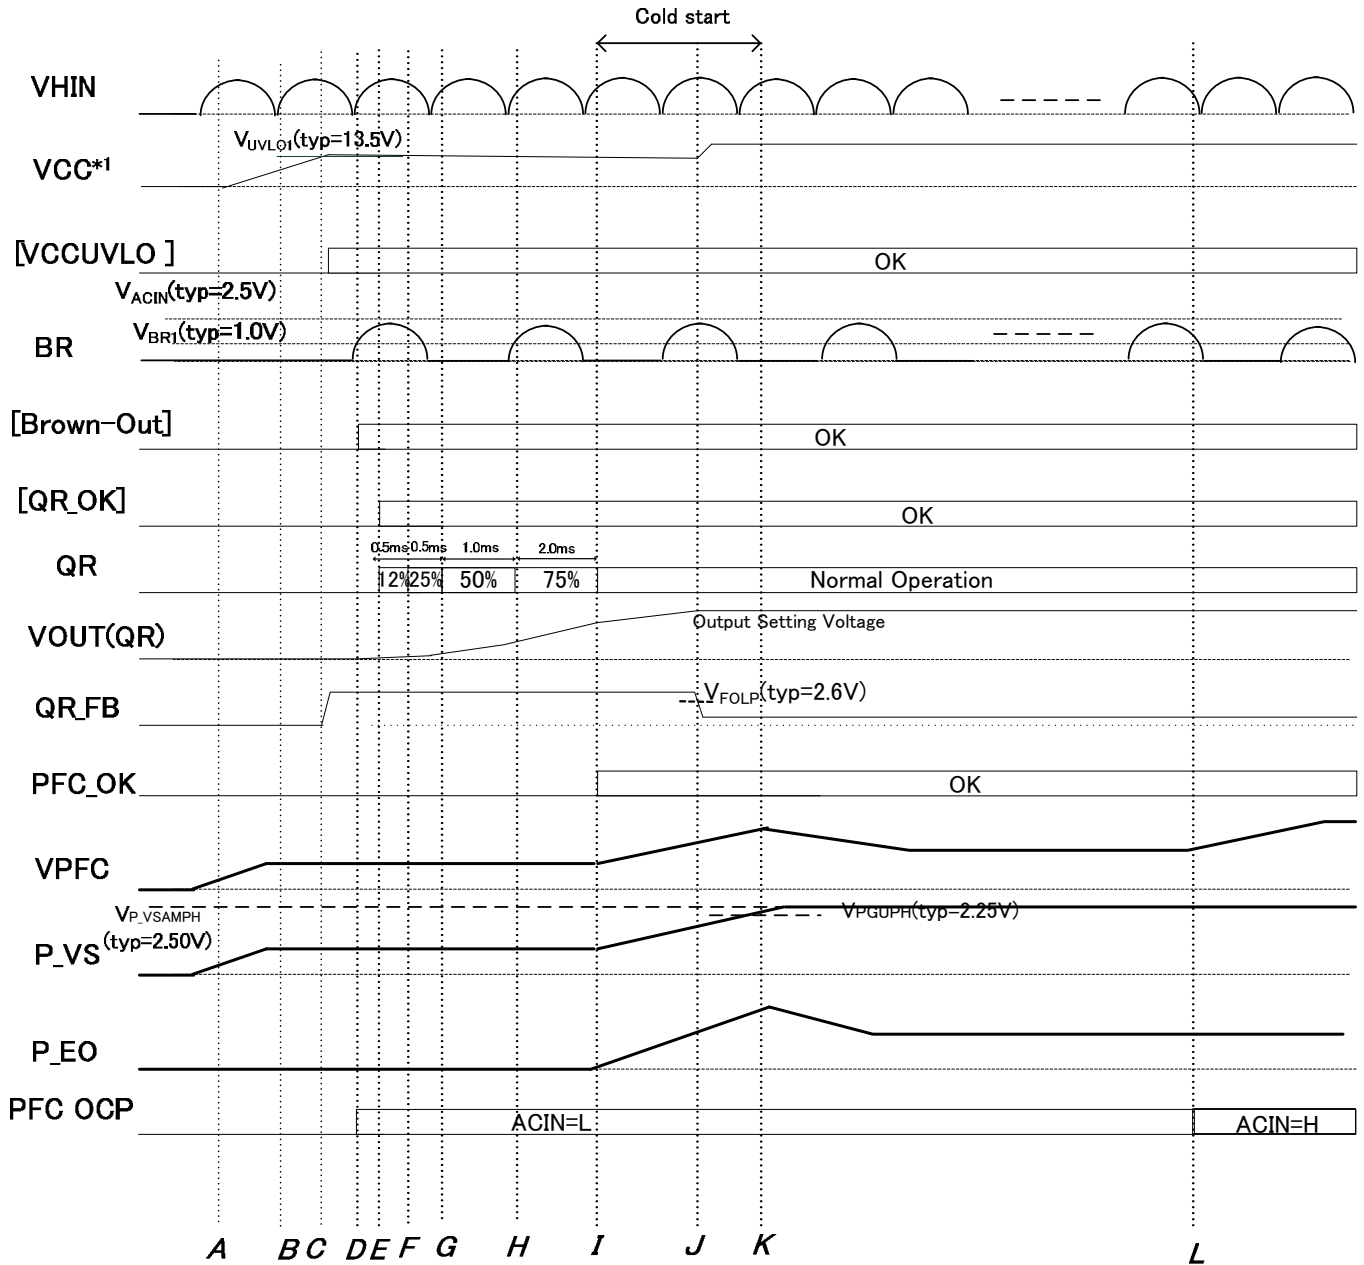 Cold start
VHIN
VUVLO1(typ=13.5V)
VCC*1
[VCCUVLO ]
OK
VACIN(typ=2.5V)
VBR1(typ=1.0V)
BR
[Brown-Out]
OK
[QR_OK]
OK
0.5ms 0.5ms 1.0ms 2.0ms
QR
12% 25% 50% 75% Normal Operation
VOUT(QR)
Output Setting Voltage
QR_FB
VFOLP(typ=2.6V)
PFC_OK
OK
VPFC
VP_VSAMPH
(typ=2.50V)
VPGUPH(typ=2.25V)
P_VS
P_EO
PFC OCP
ACIN=L
ACIN=H
A B C D E F G H I J K L